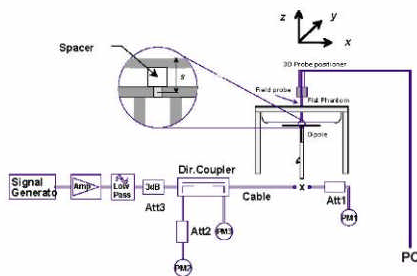 z
y
x
Spacer
s
3D Probe positioner
Field probe
Flat Phantom
Dipole
Signal Generato
Amp
Low Pass
3dB
Att3
Dir.Coupler
Cable
x
Att1
PM1
Att2
PM3
PM2
PC